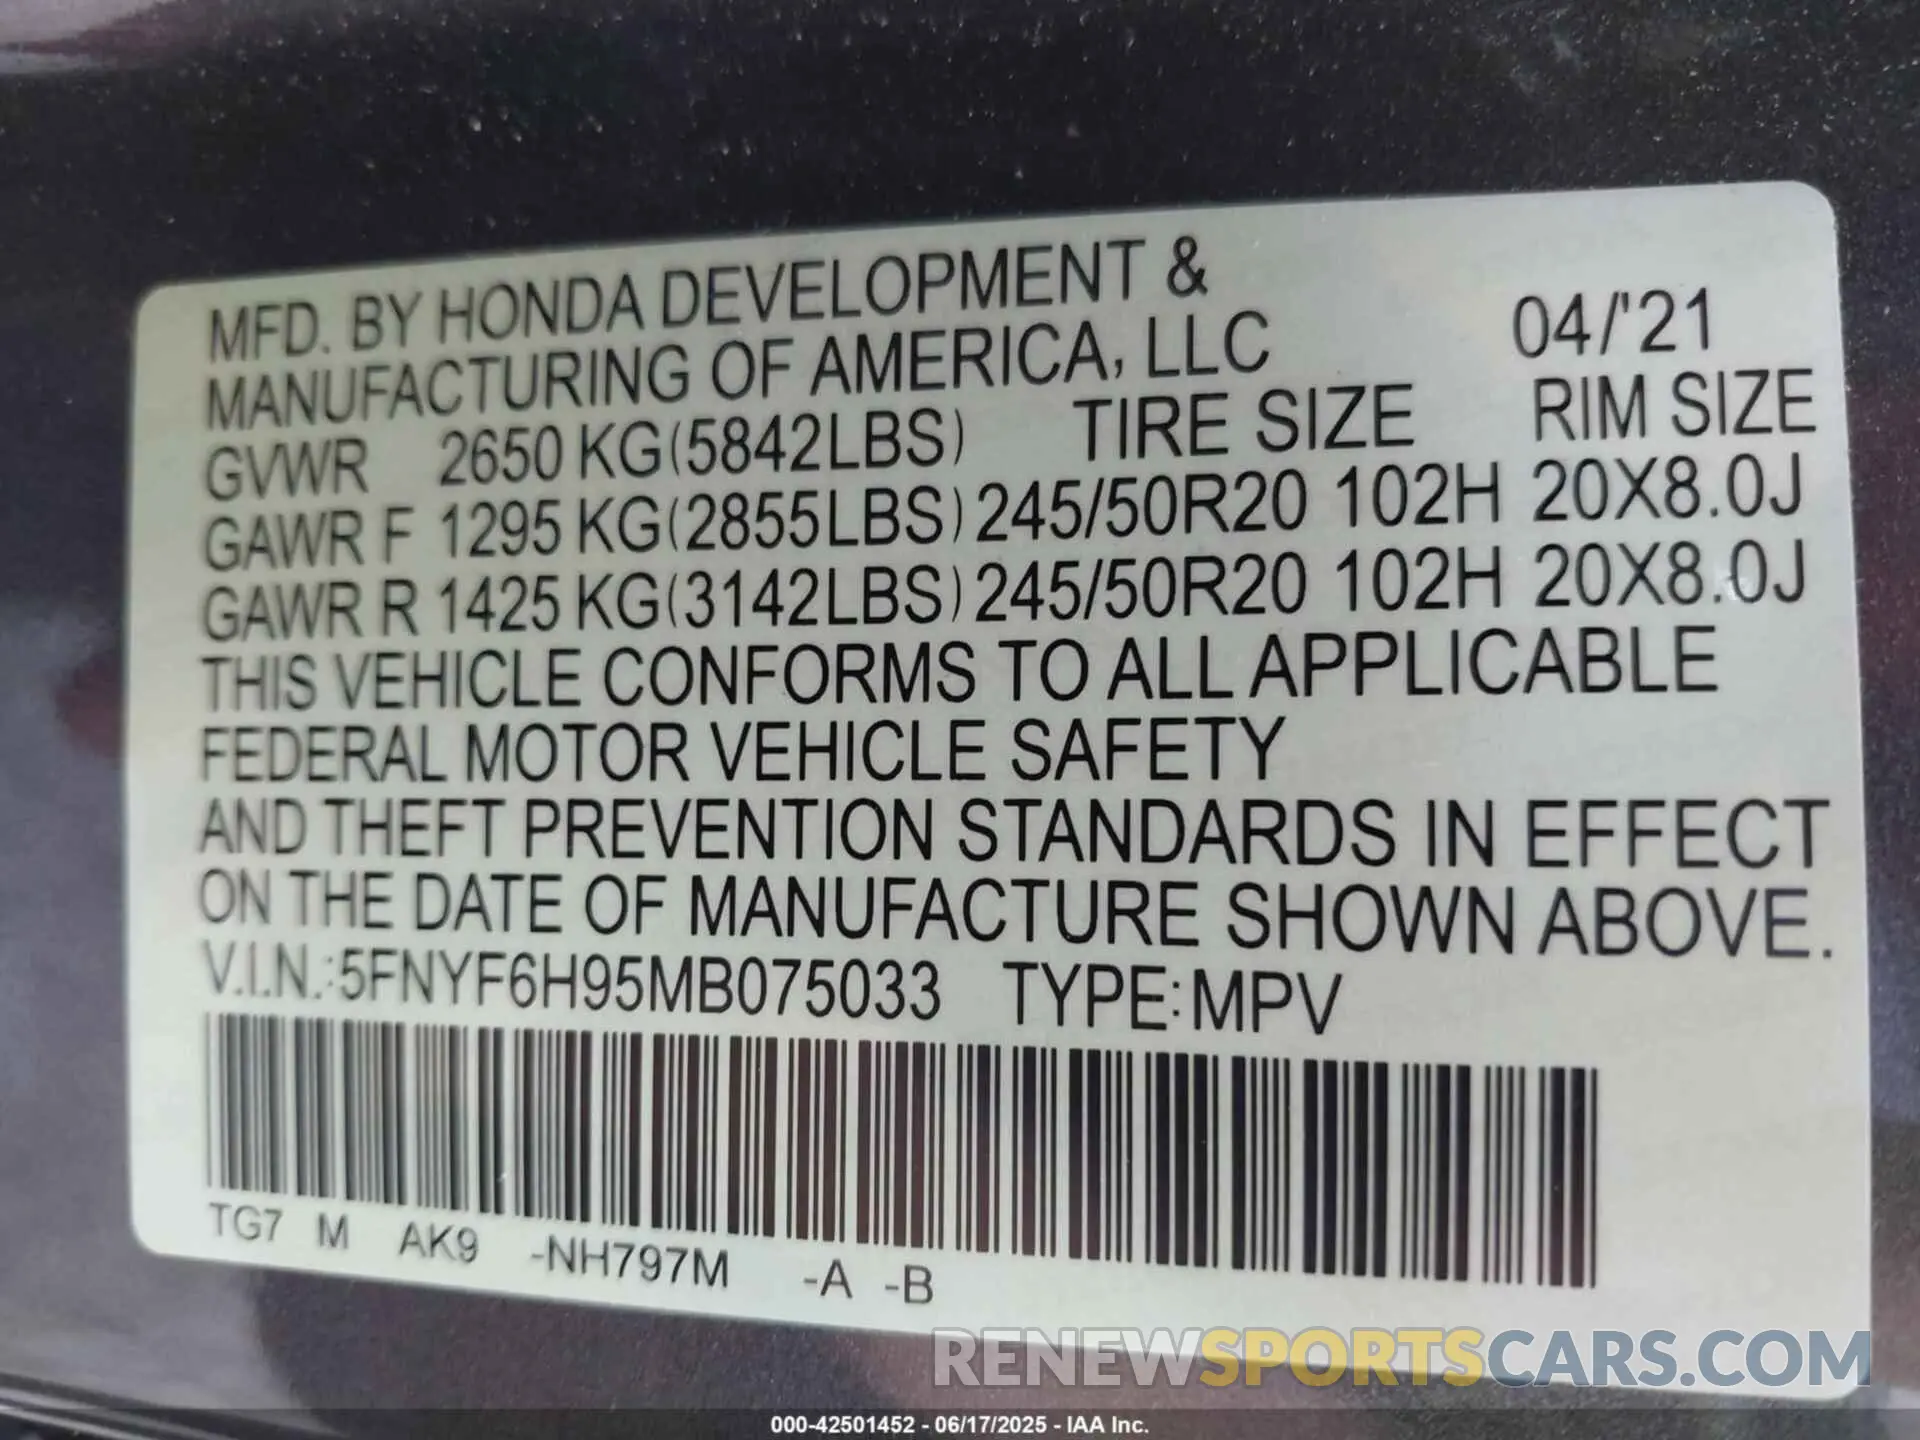 MFD. BY HONDA DEVELOPMENT &
MANUFACTURING OF AMERICA, LLC 04/'21
GVWR 2650 KG(5842LBS) TIRE SIZE RIM SIZE
GAWR F 1295 KG(2855LBS) 245/50R20 102H 20X8.0J
GAWR R 1425 KG(3142LBS) 245/50R20 102H 20X8.0J
THIS VEHICLE CONFORMS TO ALL APPLICABLE
FEDERAL MOTOR VEHICLE SAFETY
AND THEFT PREVENTION STANDARDS IN EFFECT
ON THE DATE OF MANUFACTURE SHOWN ABOVE.
V.I.N.:5FNYF6H95MB075033 TYPE:MPV
TG7 M AK9 -NH797M -A -B
RENEWSPORTSCARS.COM
000-42501452 - 06/17/2025 - IAA Inc.